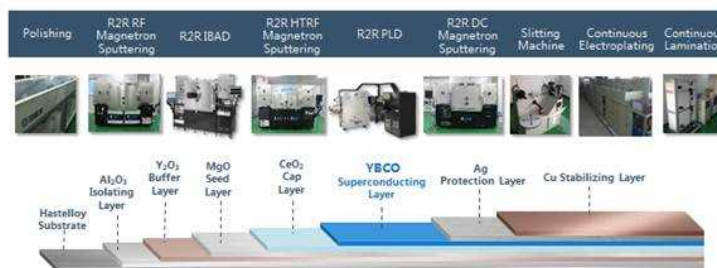 Polishing
R2R RF
Magnetron
Sputtering
R2R IBAD
R2R HTRF
Magnetron
Sputtering
R2R PLD
R2R DC
Magnetron
Sputtering
Slitting
Machine
Continuous
Electroplating
Continuous
Lamination
Hastelloy
Substrate
Al₂O₃
Isolating
Layer
Y₂O₃
Buffer
Layer
MgO
Seed
Layer
CeO₂
Cap
Layer
YBCO
Superconducting
Layer
Ag
Protection Layer
Cu Stabilizing Layer